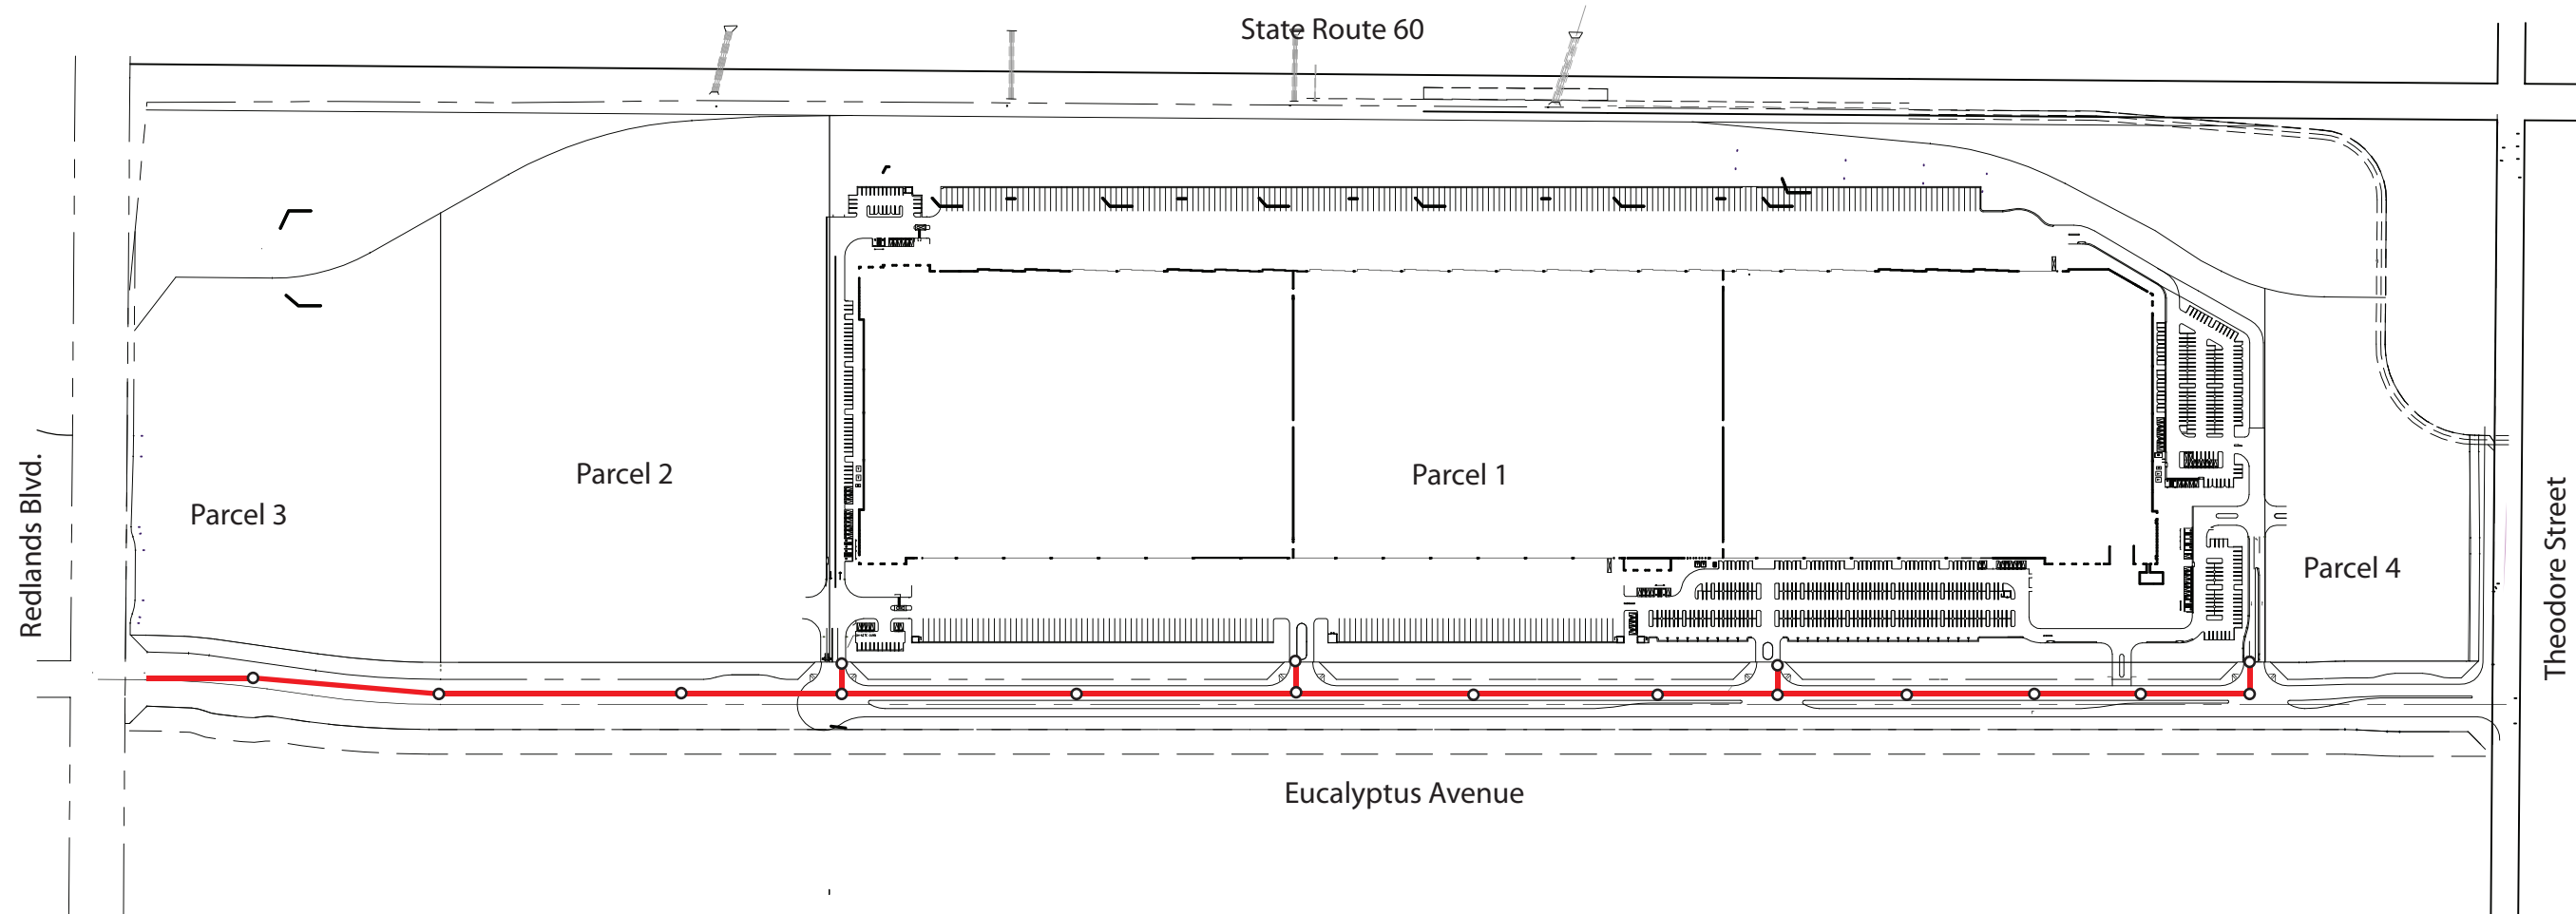 State Route 60
Redlands Blvd.
Parcel 3
Parcel 2
Parcel 1
Parcel 4
Theodore Street
Eucalyptus Avenue